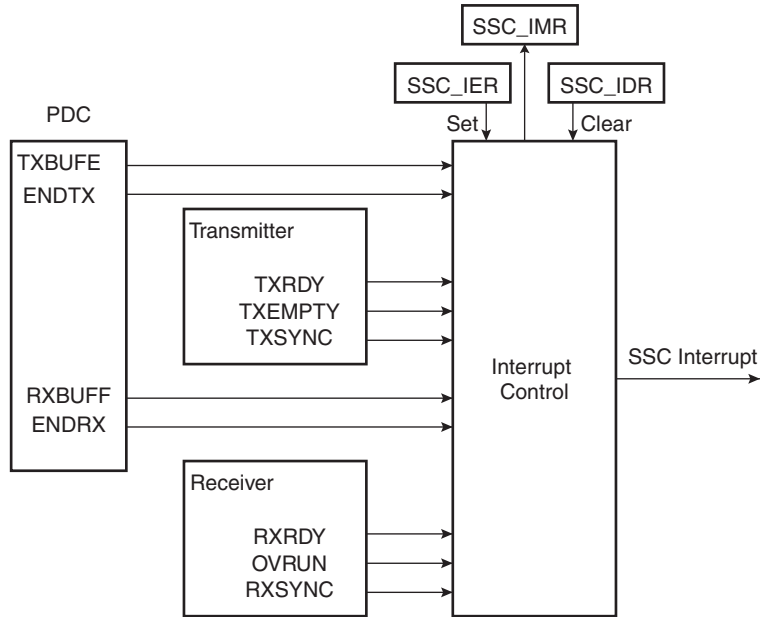 SSC_IMR
SSC_IER
SSC_IDR
PDC
Set
Clear
TXBUFE
ENDTX
Transmitter
TXRDY
TXEMPTY
TXSYNC
RXBUFF
ENDRX
Interrupt
Control
SSC Interrupt
Receiver
RXRDY
OVRUN
RXSYNC